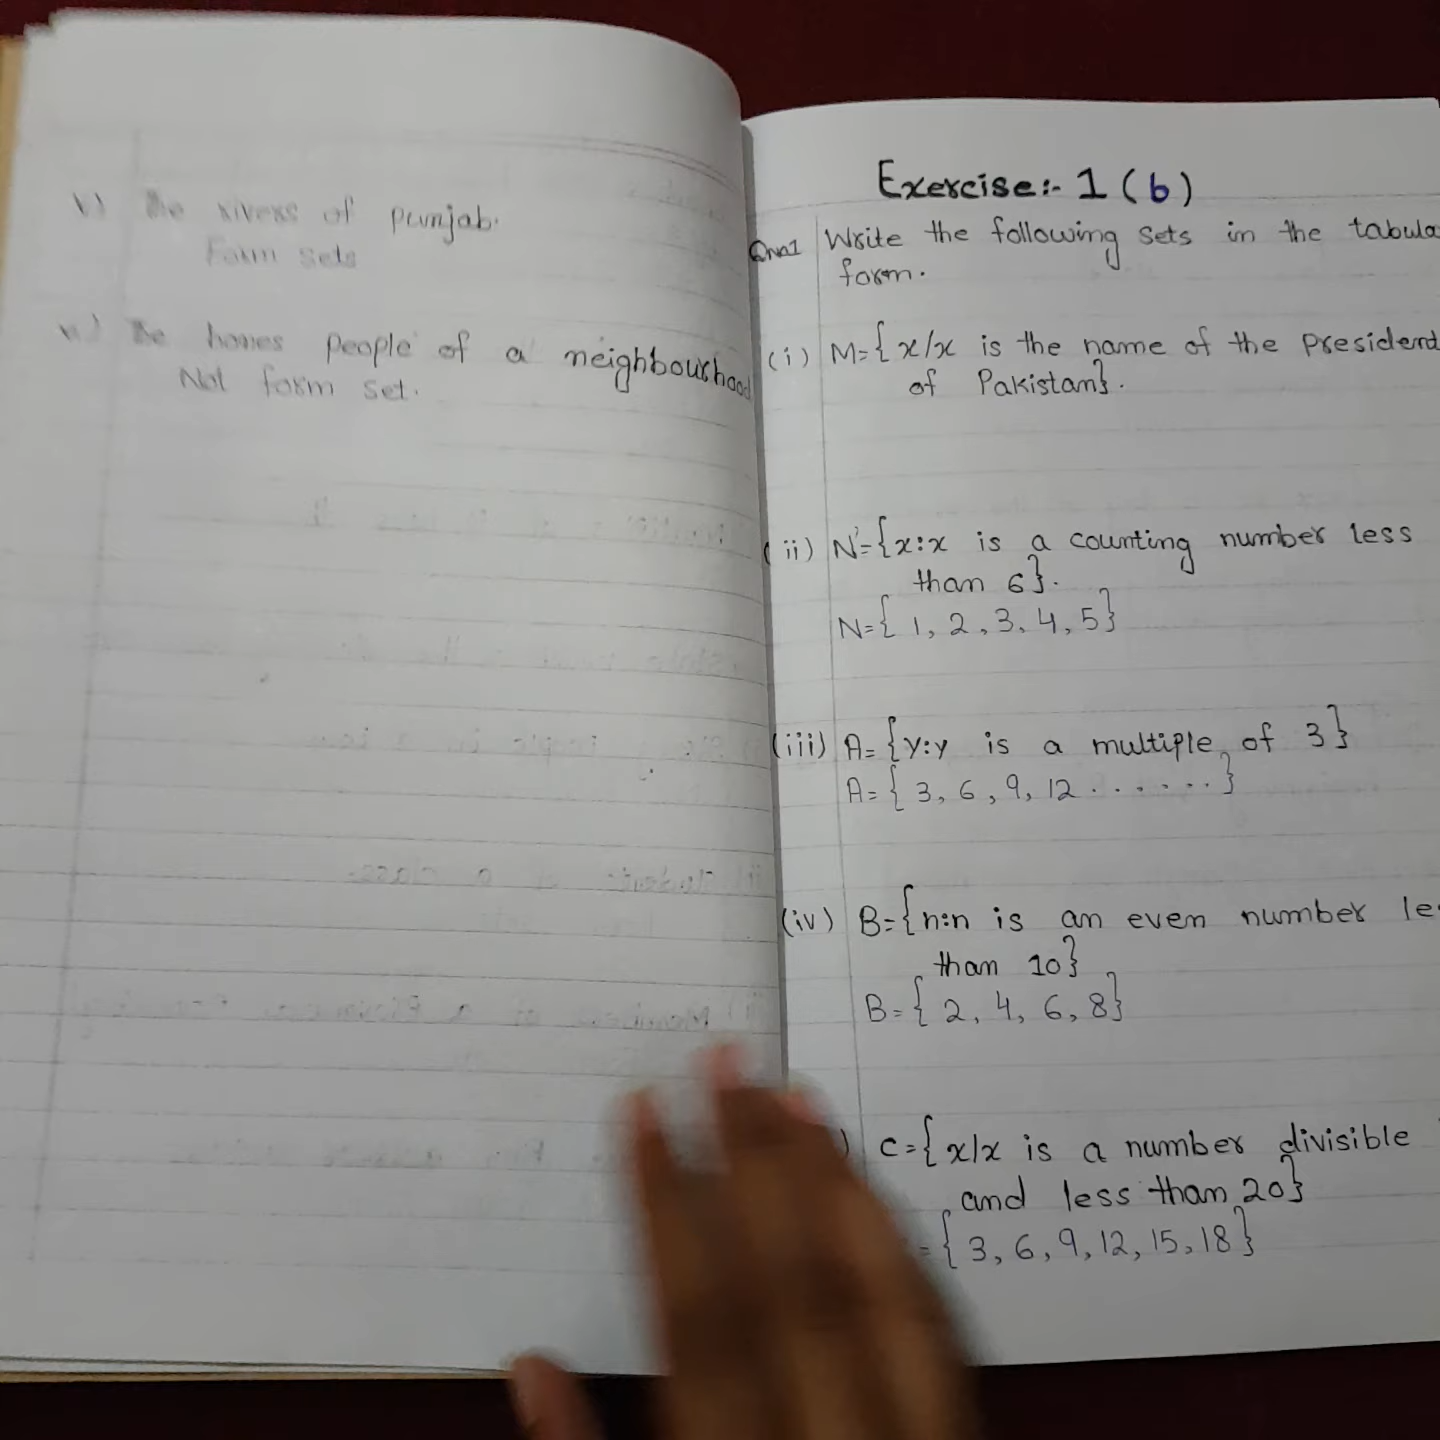 v) The rivers of punjab.
Form sets
vi) The homes people of a neighbourhood
Not form set.
Exercise:- 1 (b)
Qno1 Write the following sets in the tabula
form.
(i) M={x/x is the name of the president
of Pakistan}.
(ii) N={x:x is a counting number less
than 6}.
N={ 1, 2, 3, 4, 5}
(iii) A={y:y is a multiple of 3}
A={ 3, 6, 9, 12 ......}
(iv) B={n:n is an even number le
than 10}
B={ 2, 4, 6, 8}
) C={x/x is a number divisible
and less than 20}
={ 3, 6, 9, 12, 15, 18}